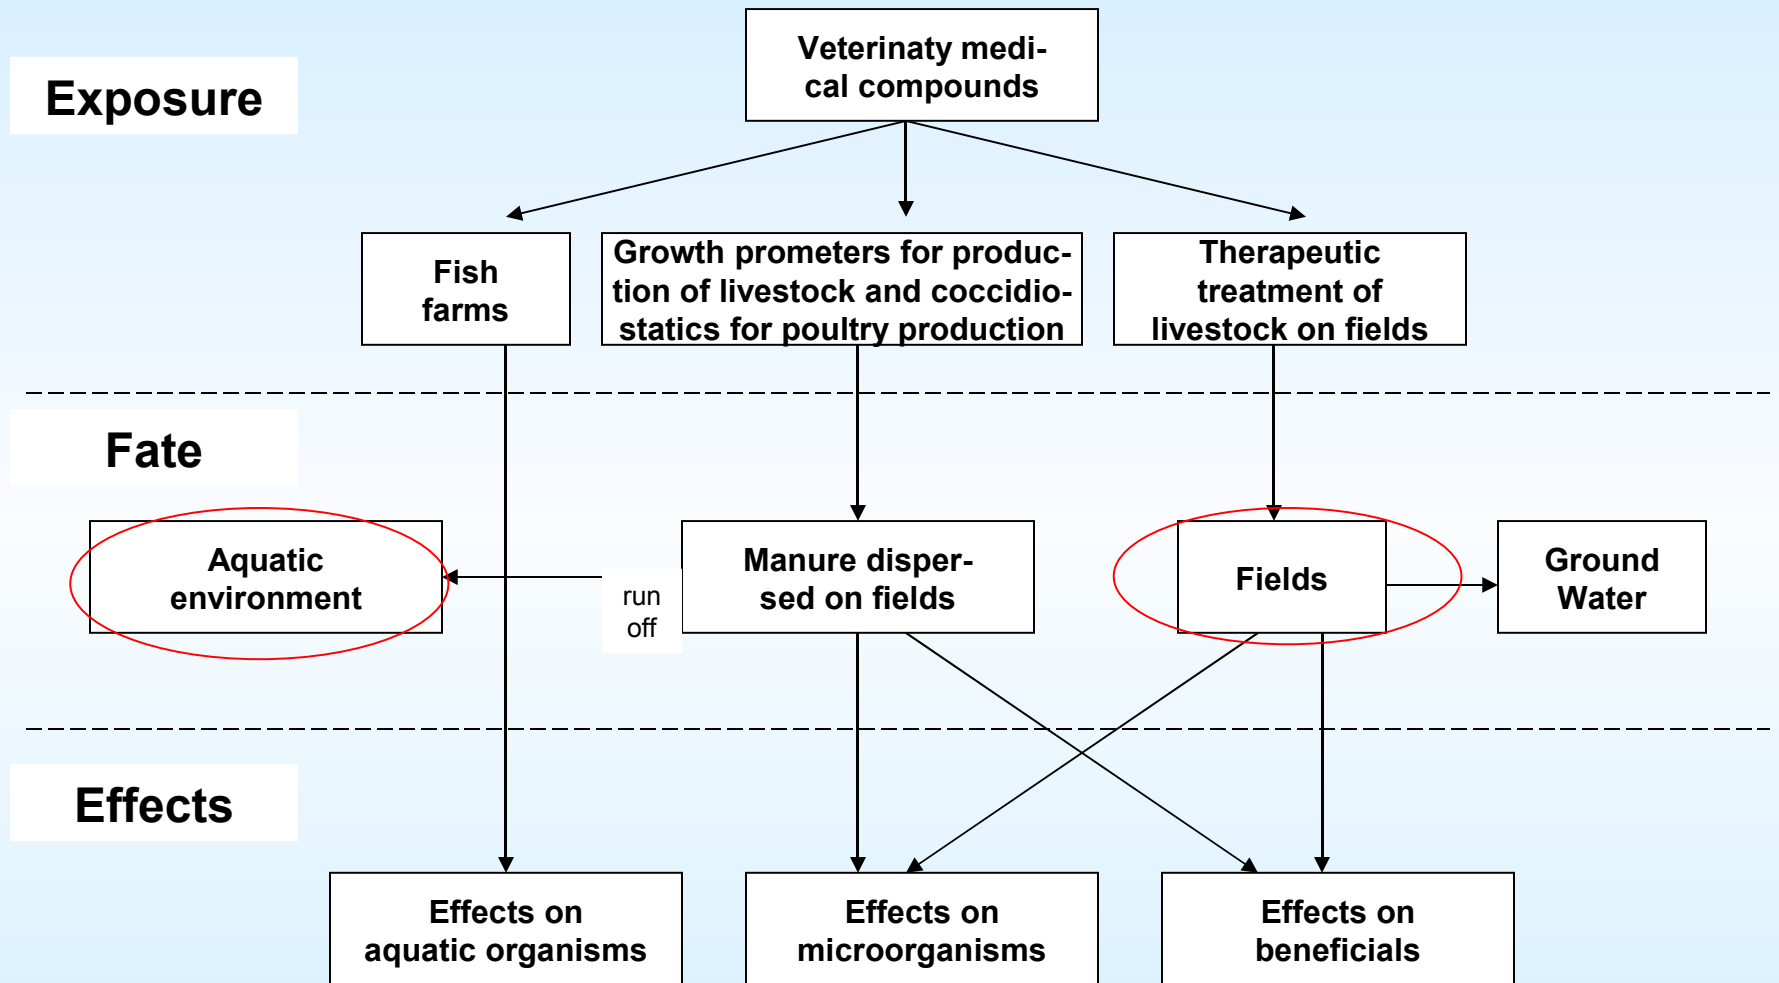 Veterinaty medi-
cal compounds
Exposure
Fish
farms
Growth prometers for produc-
tion of livestock and coccidio-
statics for poultry production
Therapeutic
treatment of
livestock on fields
Fate
Aquatic
environment
run
off
Manure disper-
sed on fields
Fields
Ground
Water
Effects
Effects on
aquatic organisms
Effects on
microorganisms
Effects on
beneficials